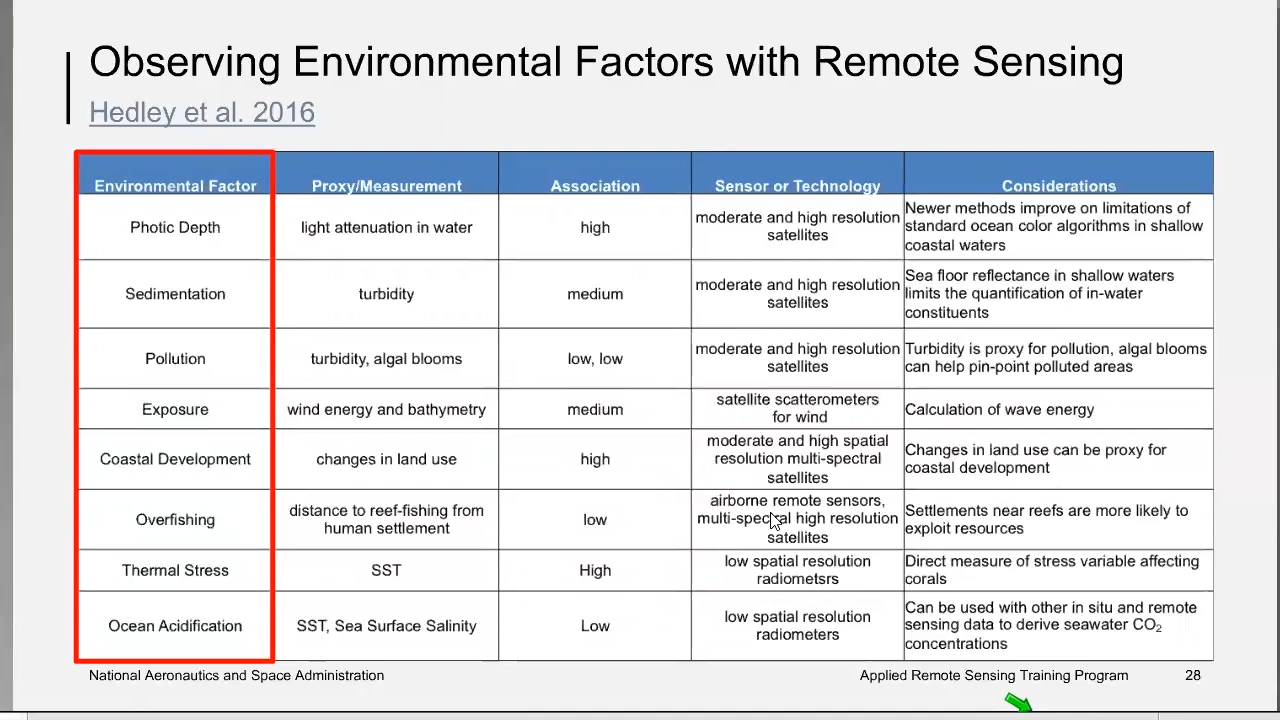 Observing Environmental Factors with Remote Sensing
Hedley et al. 2016
Environmental Factor
Proxy/Measurement
Association
Sensor or Technology
Considerations
Photic Depth
light attenuation in water
high
moderate and high resolution
satellites
Newer methods improve on limitations of
standard ocean color algorithms in shallow
coastal waters
Sedimentation
turbidity
medium
moderate and high resolution
satellites
Sea floor reflectance in shallow waters
limits the quantification of in-water
constituents
Pollution
turbidity, algal blooms
low, low
moderate and high resolution
satellites
Turbidity is proxy for pollution, algal blooms
can help pin-point polluted areas
Exposure
wind energy and bathymetry
medium
satellite scatterometers
for wind
Calculation of wave energy
Coastal Development
changes in land use
high
moderate and high spatial
resolution multi-spectral
satellites
Changes in land use can be proxy for
coastal development
Overfishing
distance to reef-fishing from
human settlement
low
airborne remote sensors,
multi-spectral high resolution
satellites
Settlements near reefs are more likely to
exploit resources
Thermal Stress
SST
High
low spatial resolution
radiometsrs
Direct measure of stress variable affecting
corals
Ocean Acidification
SST, Sea Surface Salinity
Low
low spatial resolution
radiometers
Can be used with other in situ and remote
sensing data to derive seawater CO₂
concentrations
National Aeronautics and Space Administration
Applied Remote Sensing Training Program
28